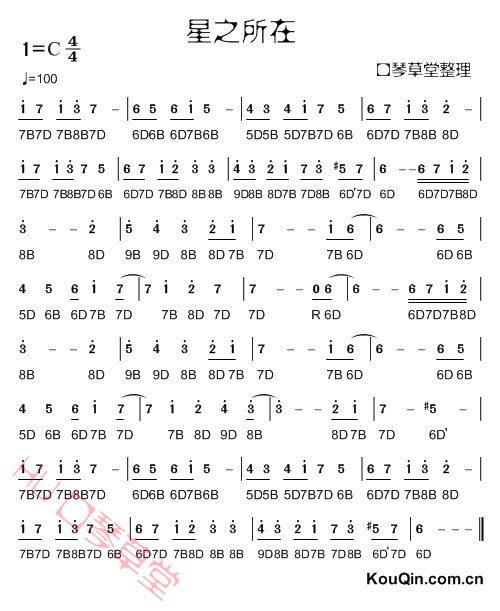 星之所在
1=C 4/4
♩=100
口琴草堂整理
i 7 i 3 7 - | 6 5 6 i 6 5 | 4 3 4 i 7 5 | 6 7 i 3 2 - |
7B7D 7B8B7D 6D6B 6D7B6B 5D5B 5D7B7D 6B 6D7D 7B8B 8D
i 7 i 3 7 5 | 6 7 i 2 3 3 | 4 3 2 i 7 3 #5 7 | 6 - - 6 7 i 2 |
7B7D 7B8B7D 6B 6D7D 7B8D 8B8B 9D8B 8D7B 7D8B 6D'7D 6D 6D7D7B8D
3 - - 2 | 5 4 3 2 i | 7 - - i 6 | 6 - - 6 5 |
8B 8D 9B 9D 8B 8D 7B 7D 7B 6D 6D 6B
4 5 6 i 7 | 7 i 2 7 | 7 - - 0 6 | 6 - - 6 7 i 2 |
5D 6B 6D 7B 7D 7B 8D 7D R 6D 6D7D7B8D
3 - - 2 | 5 4 3 2 i | 7 - - i 6 | 6 - - 6 5 |
8B 8D 9B 9D 8B 8D 7B 7D 7B 6D 6D 6B
4 5 6 i 7 | 7 i 2 4 3 | 3 - - 2 i | 7 - #5 - |
5D 6B 6D 7B 7D 7B 8D 9D 8B 8D7B 7D 6D'
i 7 i 3 7 - | 6 5 6 i 6 5 | 4 3 4 i 7 5 | 6 7 i 3 2 - |
7B7D 7B8B7D 6D6B 6D7B6B 5D5B 5D7B7D 6B 6D7D 7B8B 8D
i 7 i 3 7 5 | 6 7 i 2 3 3 | 4 3 2 i 7 3 #5 7 | 6 - - - ||
7B7D 7B8B7D 6B 6D7D 7B8D 8B 8B 9D8B 8D7B 7D8B 6D'7D 6D
HU 口琴草堂
KouQin.com.cn